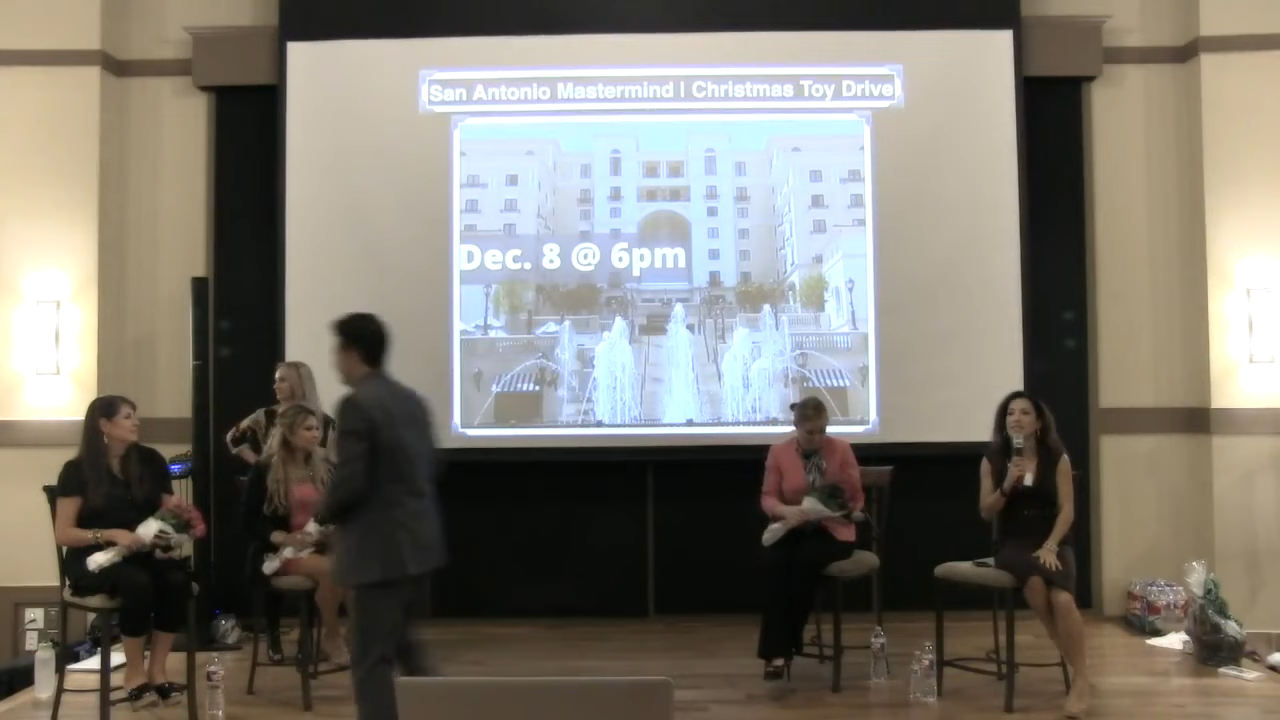 San Antonio Mastermind | Christmas Toy Drive
Dec. 8 @ 6pm